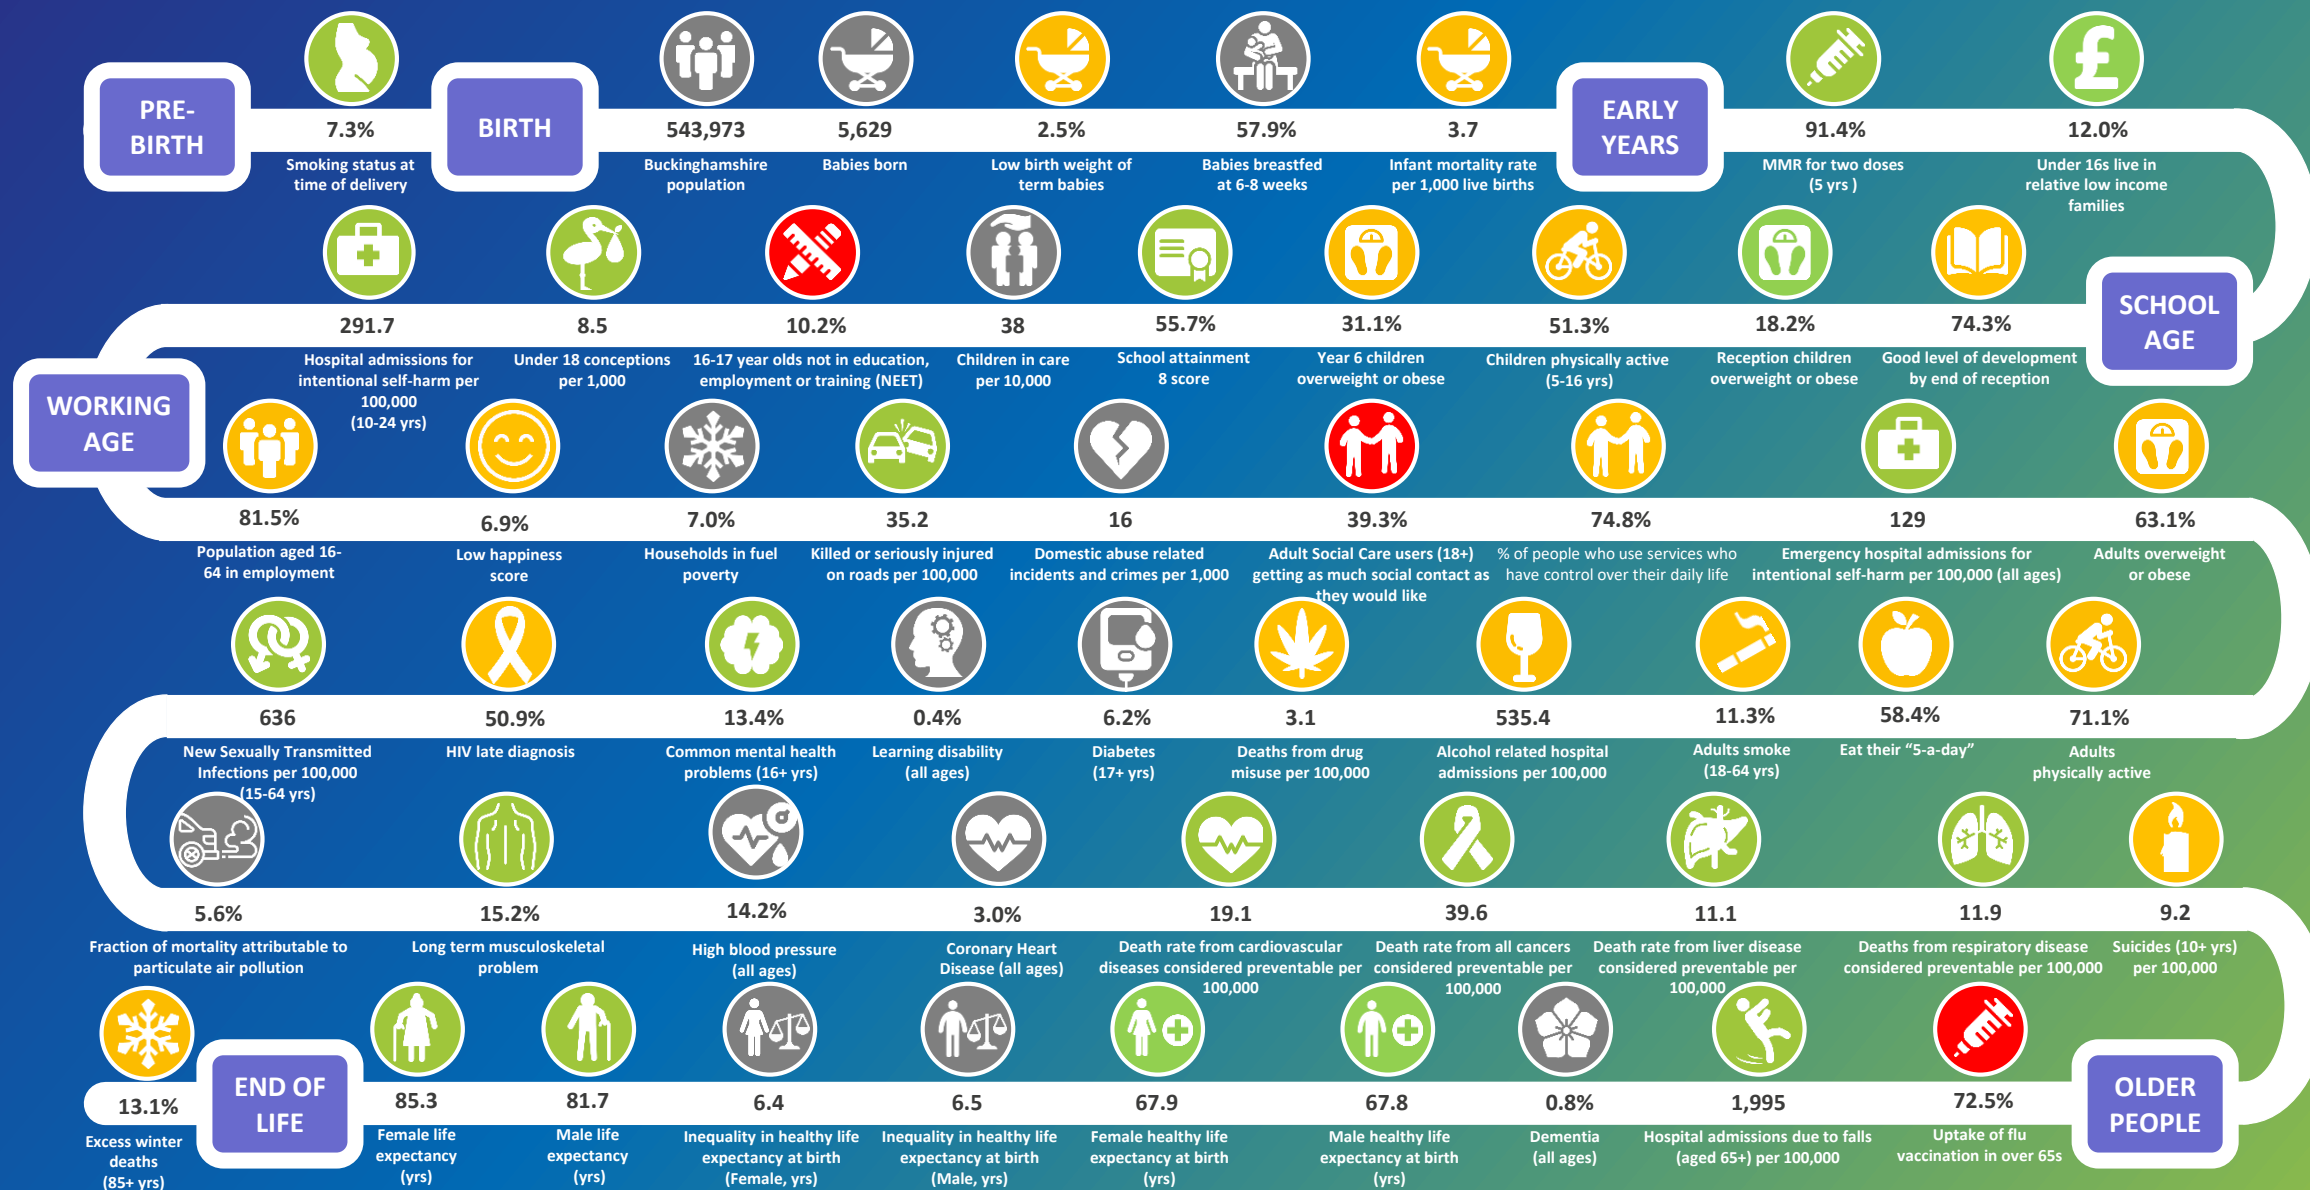 PRE-
BIRTH
7.3%
Smoking status at
time of delivery
BIRTH
543,973
Buckinghamshire
population
5,629
Babies born
2.5%
Low birth weight of
term babies
57.9%
Babies breastfed
at 6-8 weeks
3.7
Infant mortality rate
per 1,000 live births
EARLY
YEARS
91.4%
MMR for two doses
(5 yrs )
12.0%
Under 16s live in
relative low income
families
291.7
Hospital admissions for
intentional self-harm per
100,000
(10-24 yrs)
8.5
Under 18 conceptions
per 1,000
10.2%
16-17 year olds not in education,
employment or training (NEET)
38
Children in care
per 10,000
55.7%
School attainment
8 score
31.1%
Year 6 children
overweight or obese
51.3%
Children physically active
(5-16 yrs)
18.2%
Reception children
overweight or obese
74.3%
Good level of development
by end of reception
SCHOOL
AGE
WORKING
AGE
81.5%
Population aged 16-
64 in employment
6.9%
Low happiness
score
7.0%
Households in fuel
poverty
35.2
Killed or seriously injured
on roads per 100,000
16
Domestic abuse related
incidents and crimes per 1,000
39.3%
Adult Social Care users (18+)
getting as much social contact as
they would like
74.8%
% of people who use services who
have control over their daily life
129
Emergency hospital admissions for
intentional self-harm per 100,000 (all ages)
63.1%
Adults overweight
or obese
636
New Sexually Transmitted
Infections per 100,000
(15-64 yrs)
50.9%
HIV late diagnosis
13.4%
Common mental health
problems (16+ yrs)
0.4%
Learning disability
(all ages)
6.2%
Diabetes
(17+ yrs)
3.1
Deaths from drug
misuse per 100,000
535.4
Alcohol related hospital
admissions per 100,000
11.3%
Adults smoke
(18-64 yrs)
58.4%
Eat their “5-a-day”
71.1%
Adults
physically active
5.6%
Fraction of mortality attributable to
particulate air pollution
15.2%
Long term musculoskeletal
problem
14.2%
High blood pressure
(all ages)
3.0%
Coronary Heart
Disease (all ages)
19.1
Death rate from cardiovascular
diseases considered preventable per
100,000
39.6
Death rate from all cancers
considered preventable per
100,000
11.1
Death rate from liver disease
considered preventable per
100,000
11.9
Deaths from respiratory disease
considered preventable per 100,000
9.2
Suicides (10+ yrs)
per 100,000
13.1%
Excess winter
deaths
(85+ yrs)
END OF
LIFE
85.3
Female life
expectancy
(yrs)
81.7
Male life
expectancy
(yrs)
6.4
Inequality in healthy life
expectancy at birth
(Female, yrs)
6.5
Inequality in healthy life
expectancy at birth
(Male, yrs)
67.9
Female healthy life
expectancy at birth
(yrs)
67.8
Male healthy life
expectancy at birth
(yrs)
0.8%
Dementia
(all ages)
1,995
Hospital admissions due to falls
(aged 65+) per 100,000
72.5%
Uptake of flu
vaccination in over 65s
OLDER
PEOPLE